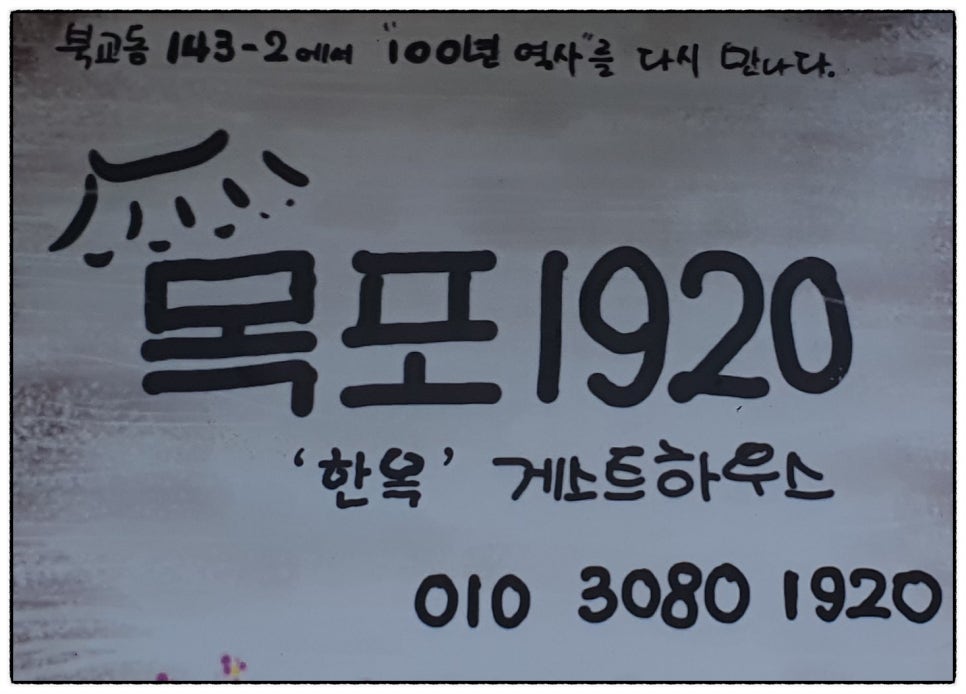 북교동 143-2에서 "100년 역사"를 다시 만나다.
목포1920
'한옥' 게스트하우스
010 3080 1920